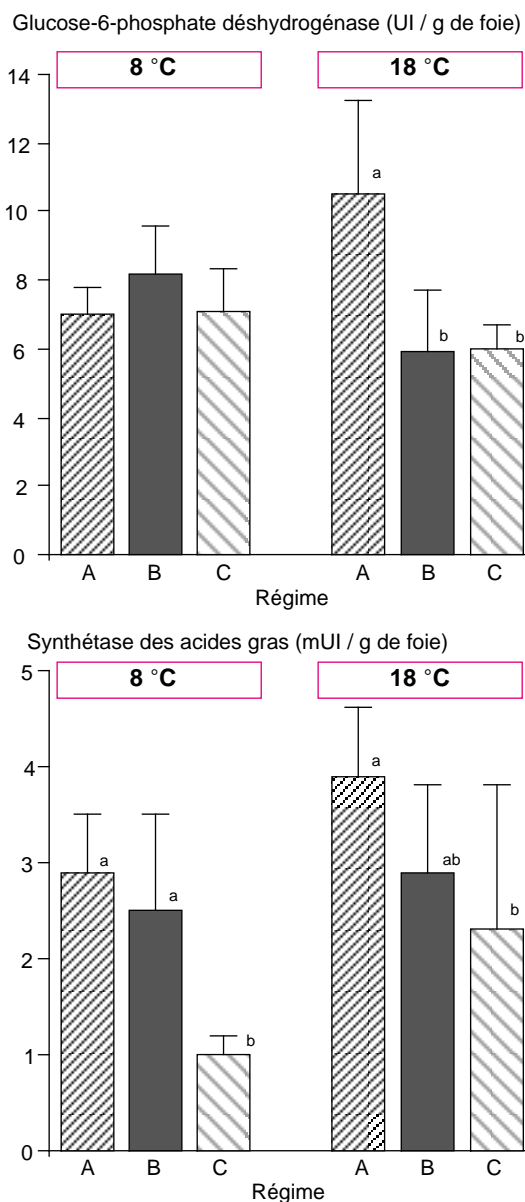 Glucose-6-phosphate déshydrogénase (UI / g de foie)
8 °C 18 °C
14
12
a
10
8
6
b b
4
2
0
A B C A B C
Régime
Synthétase des acides gras (mUI / g de foie)
5
8 °C 18 °C
4
a
3
a a ab
b
2
1
b
0
A B C A B C
Régime